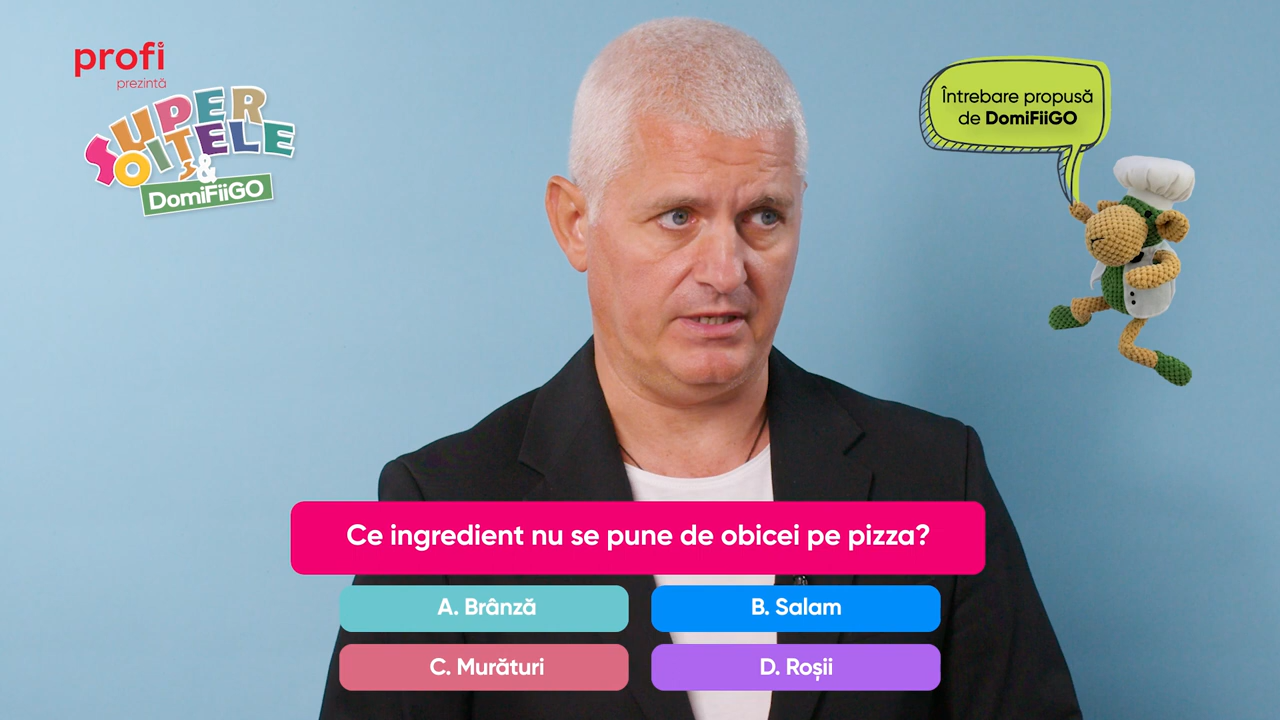 profi
prezintă
SUPER
SOIȚELE
&
DomiFiiGO
Întrebare propusă
de DomiFiiGO
Ce ingredient nu se pune de obicei pe pizza?
A. Brânză
B. Salam
C. Murături
D. Roșii